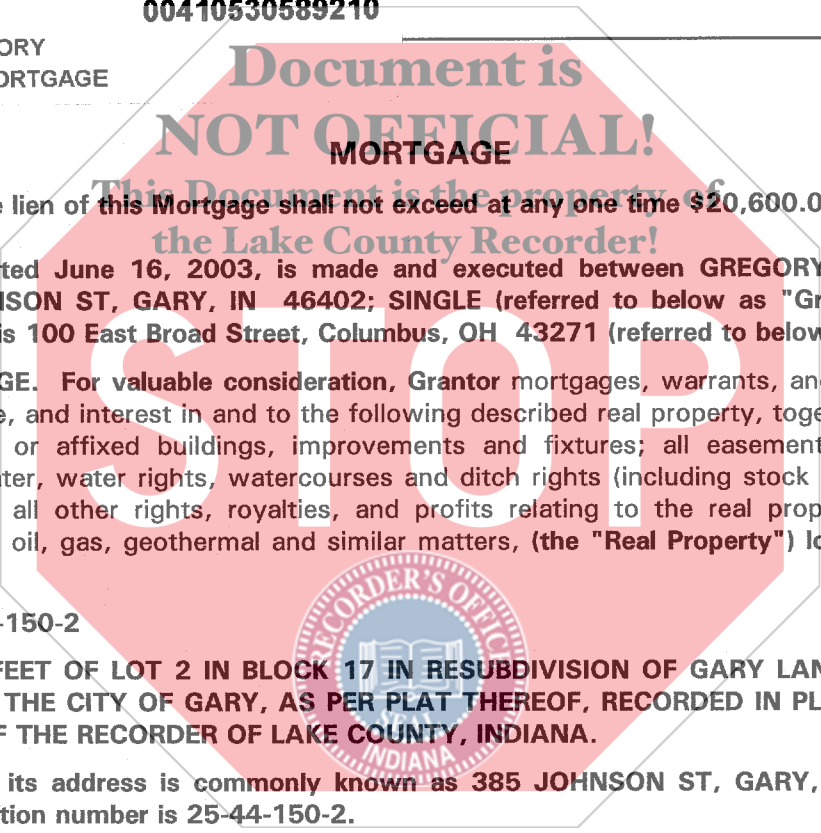 00410530589210
ORY
ORTGAGE
Document is
NOT OFFICIAL!
MORTGAGE
This Document is the property of
e lien of this Mortgage shall not exceed at any one time $20,600.0
the Lake County Recorder!
ted June 16, 2003, is made and executed between GREGORY
NSON ST, GARY, IN 46402; SINGLE (referred to below as "Gr
is 100 East Broad Street, Columbus, OH 43271 (referred to below
GE. For valuable consideration, Grantor mortgages, warrants, an
e, and interest in and to the following described real property, toge
or affixed buildings, improvements and fixtures; all easement
ter, water rights, watercourses and ditch rights (including stock
all other rights, royalties, and profits relating to the real prop
oil, gas, geothermal and similar matters, (the "Real Property") lo
STOP
RECORDER'S OFFICE
-150-2
FEET OF LOT 2 IN BLOCK 17 IN RESUBDIVISION OF GARY LAN
THE CITY OF GARY, AS PER PLAT THEREOF, RECORDED IN PL
F THE RECORDER OF LAKE COUNTY, INDIANA.
SEAL
INDIANA
its address is commonly known as 385 JOHNSON ST, GARY,
tion number is 25-44-150-2.